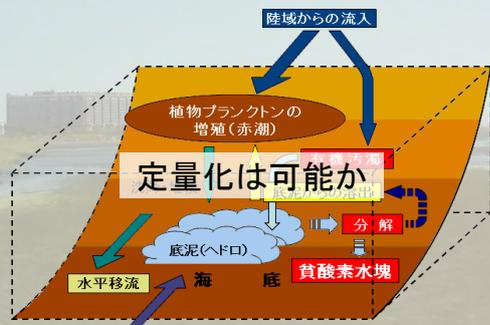 陸域からの流入
植物プランクトンの
増殖(赤潮)
有機汚濁
定量化は可能か
底泥からの溶出
底泥(ヘドロ)
分解
水平移流
海底
貧酸素水塊